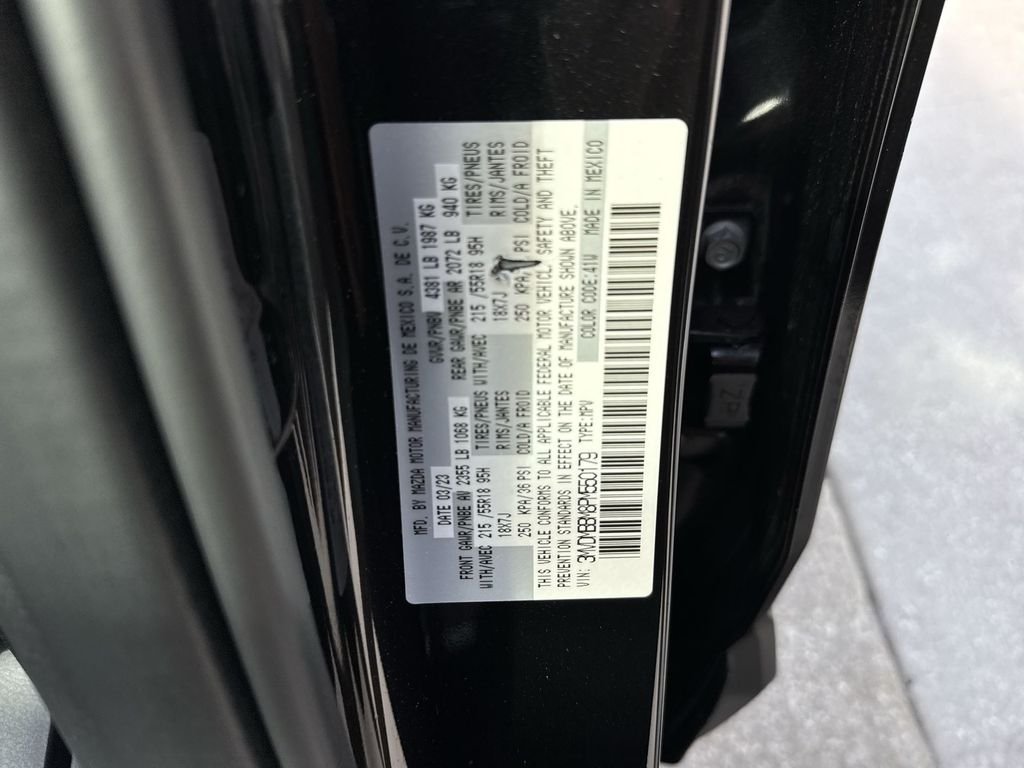 MFD. BY MAZDA MOTOR MANUFACTURING DE MEXICO S.A. DE C.V.
DATE 03/23 GVWR/PNBV 4381 LB 1987 KG
FRONT GAWR/PNBE AV 2355 LB 1068 KG REAR GAWR/PNBE AR 2072 LB 940 KG
WITH/AVEC 215 /55R18 95H TIRES/PNEUS WITH/AVEC 215 /55R18 95H TIRES/PNEUS
18X7J RIMS/JANTES 18X7J RIMS/JANTES
250 KPA/36 PSI COLD/A FROID 250 KPA/ PSI COLD/A FROID
THIS VEHICLE CONFORMS TO ALL APPLICABLE FEDERAL MOTOR VEHICLE SAFETY AND THEFT
PREVENTION STANDARDS IN EFFECT ON THE DATE OF MANUFACTURE SHOWN ABOVE.
VIN: TYPE:MPV COLOR CODE:41W MADE IN MEXICO